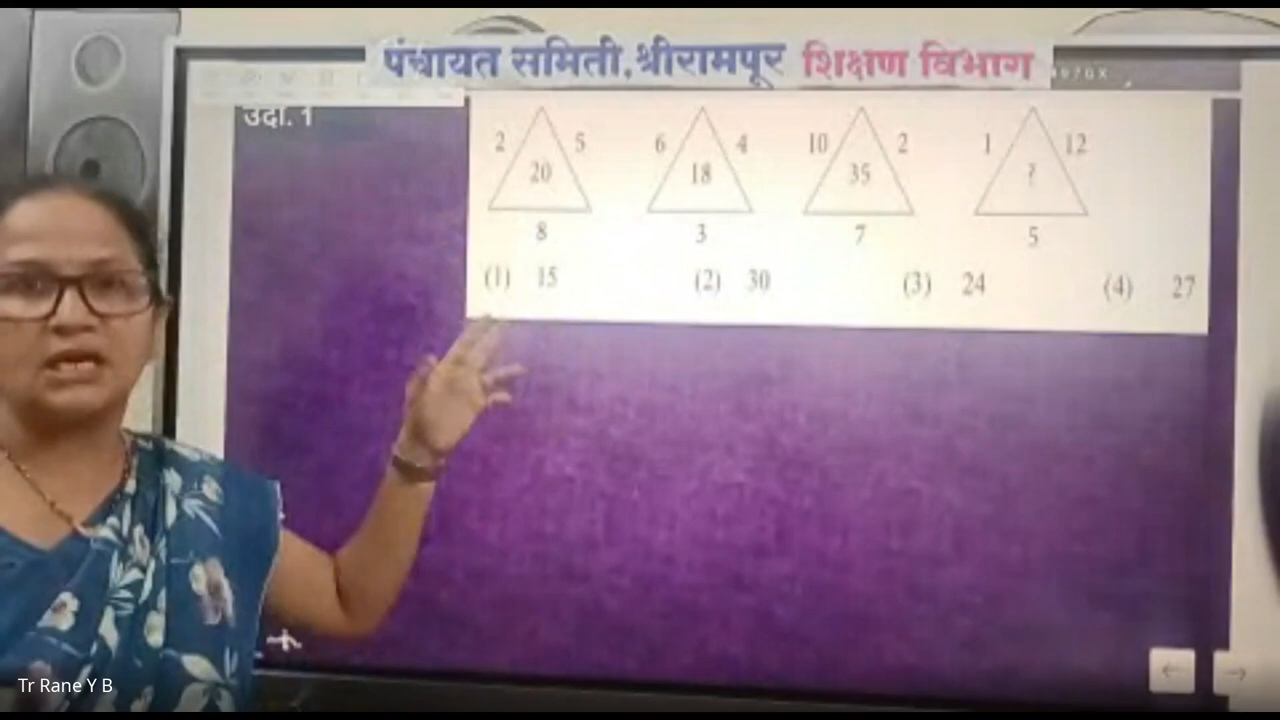 पंचायत समिती,श्रीरामपूर शिक्षण विभाग
उदा. 1
2 5 6 4 10 2 1 12
20 18 35 ?
8 3 7 5
(1) 15 (2) 30 (3) 24 (4) 27
Tr Rane Y B